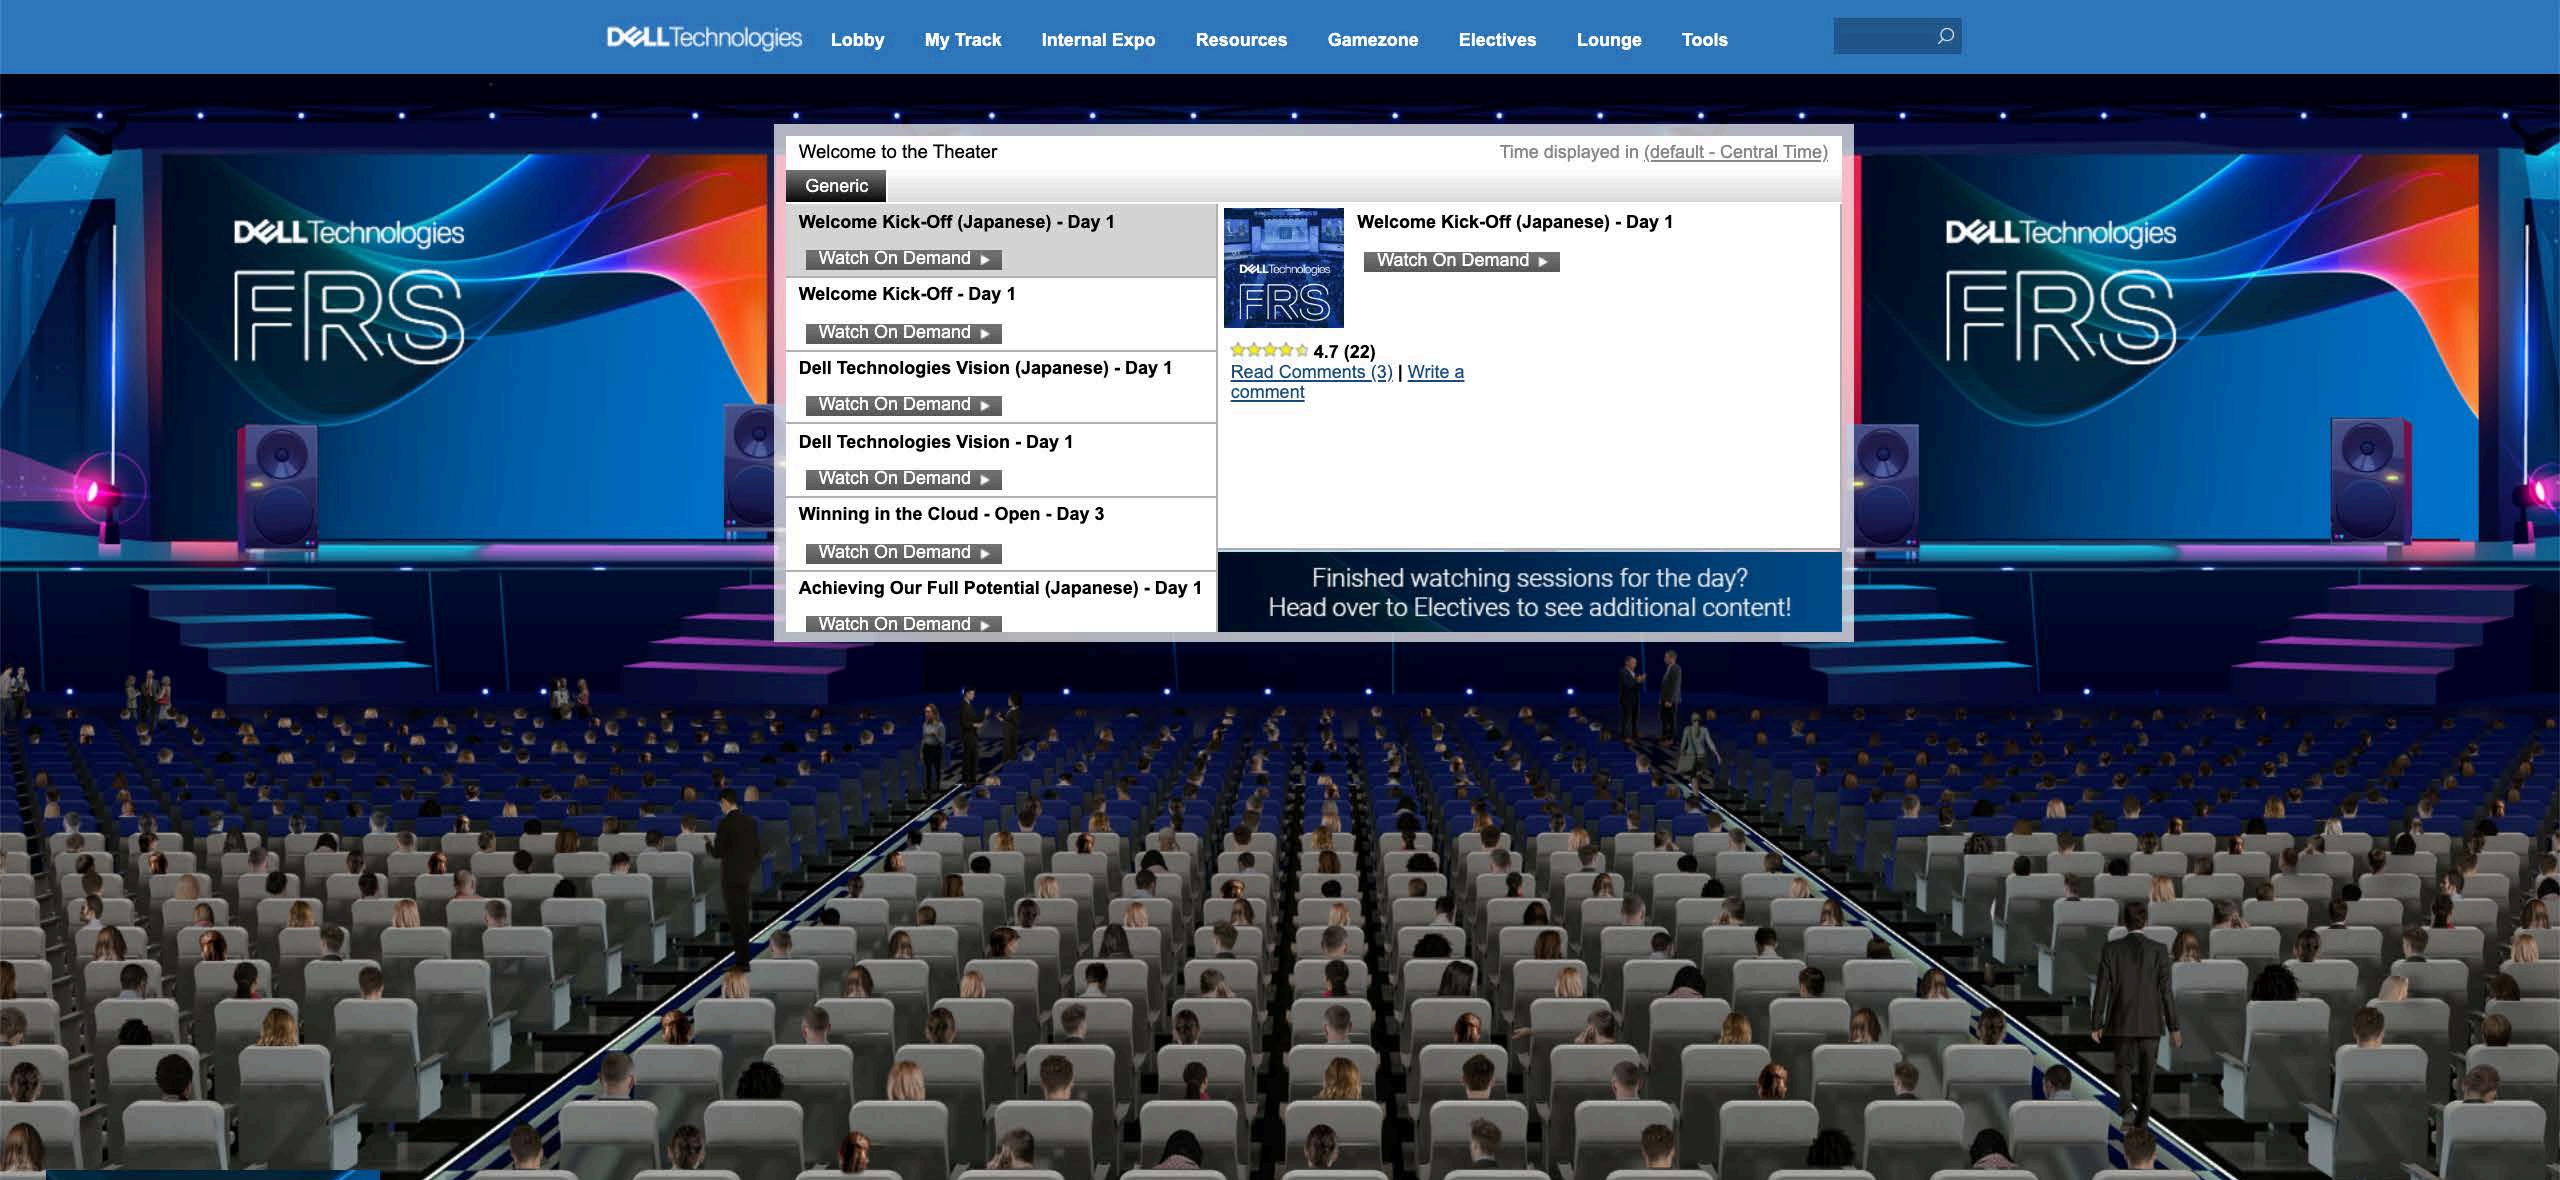 DELLTechnologies
Lobby
My Track
Internal Expo
Resources
Gamezone
Electives
Lounge
Tools
DELLTechnologies
FRS
Welcome to the Theater
Time displayed in (default - Central Time)
Generic
Welcome Kick-Off (Japanese) - Day 1
Watch On Demand
Welcome Kick-Off - Day 1
Watch On Demand
Dell Technologies Vision (Japanese) - Day 1
Watch On Demand
Dell Technologies Vision - Day 1
Watch On Demand
Winning in the Cloud - Open - Day 3
Watch On Demand
Achieving Our Full Potential (Japanese) - Day 1
Watch On Demand
DELLTechnologies
FRS
Welcome Kick-Off (Japanese) - Day 1
Watch On Demand
4.7 (22)
Read Comments (3) | Write a
comment
Finished watching sessions for the day?
Head over to Electives to see additional content!
DELLTechnologies
FRS